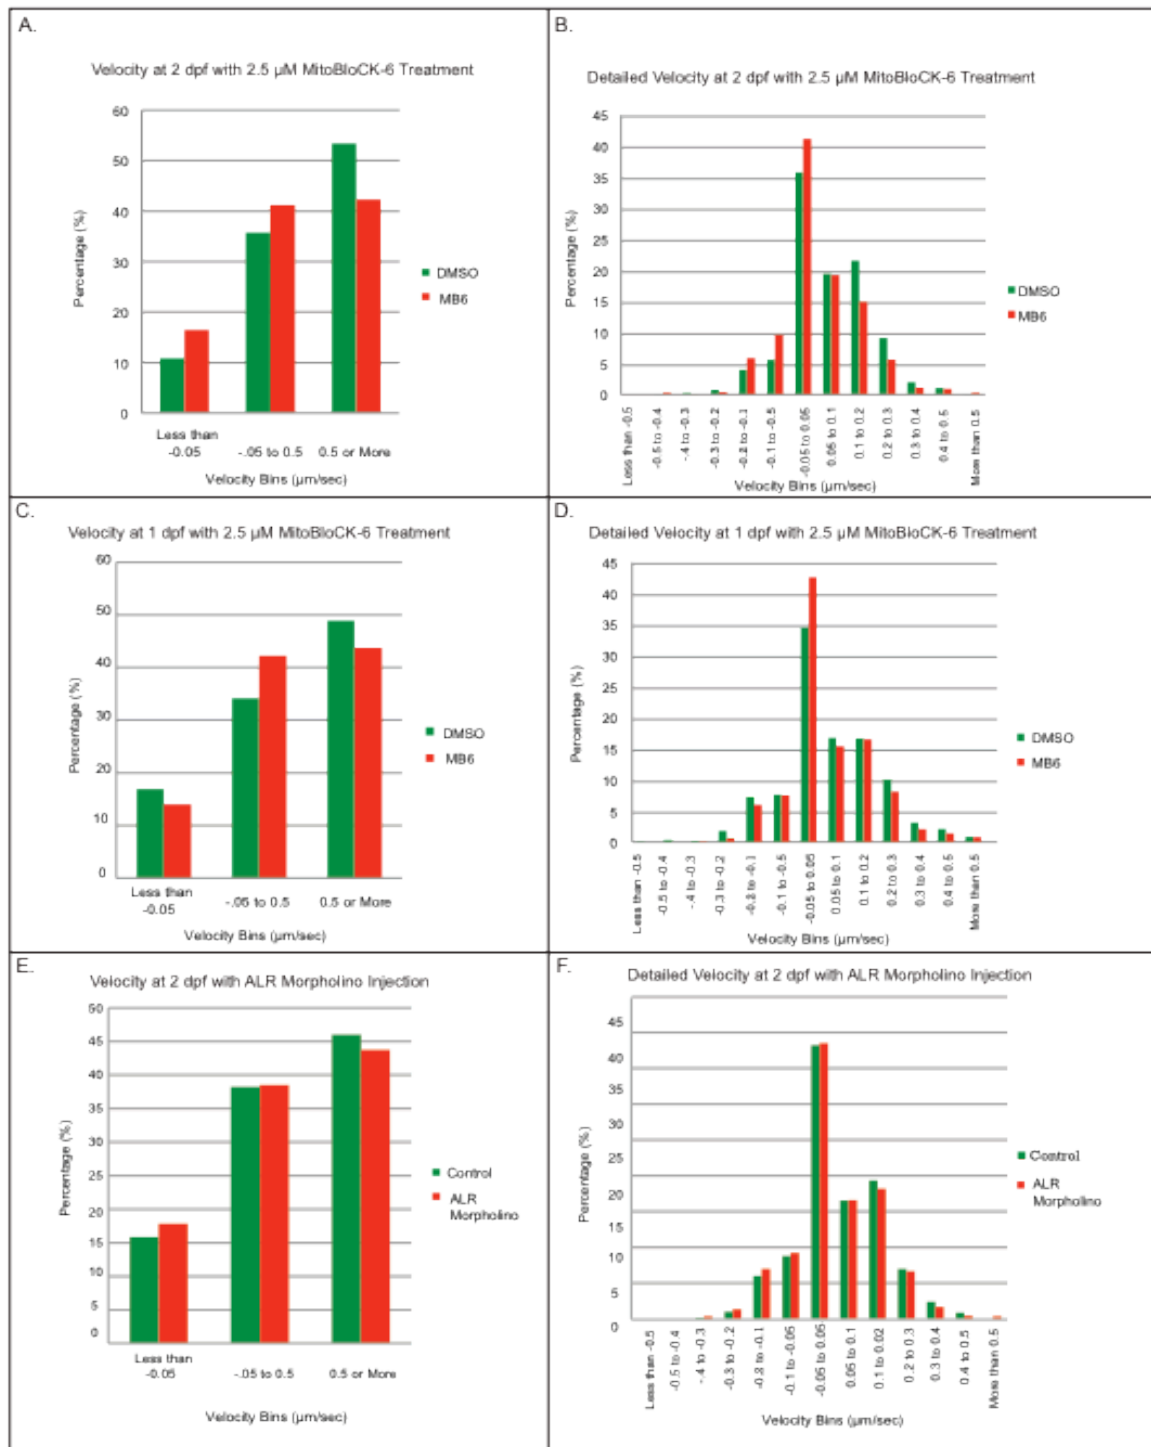 A.
Velocity at 2 dpf with 2.5 µM MitoBloCK-6 Treatment
60
50
40
30
20
10
0
Percentage (%)
DMSO
MB6
Less than
-0.05
-.05 to 0.5
0.5 or More
Velocity Bins (µm/sec)
B.
Detailed Velocity at 2 dpf with 2.5 µM MitoBloCK-6 Treatment
45
40
35
30
25
20
15
10
5
0
Percentage (%)
DMSO
MB6
Less than -0.5
-0.5 to -0.4
-.4 to -0.3
-0.3 to -0.2
-0.2 to -0.1
-0.1 to -0.5
-0.05 to 0.05
0.05 to 0.1
0.1 to 0.2
0.2 to 0.3
0.3 to 0.4
0.4 to 0.5
More than 0.5
Velocity Bins (µm/sec)
C.
Velocity at 1 dpf with 2.5 µM MitoBloCK-6 Treatment
60
50
40
30
20
10
0
Percentage (%)
DMSO
MB6
Less than
-0.05
-.05 to 0.5
0.5 or More
Velocity Bins (µm/sec)
D.
Detailed Velocity at 1 dpf with 2.5 µM MitoBloCK-6 Treatment
45
40
35
30
25
20
15
10
5
0
Percentage (%)
DMSO
MB6
Less than -0.5
-0.5 to -0.4
-.4 to -0.3
-0.3 to -0.2
-0.2 to -0.1
-0.1 to -0.5
-0.05 to 0.05
0.05 to 0.1
0.1 to 0.2
0.2 to 0.3
0.3 to 0.4
0.4 to 0.5
More than 0.5
Velocity Bins (µm/sec)
E.
Velocity at 2 dpf with ALR Morpholino Injection
50
45
40
35
30
25
20
15
10
5
0
Percentage (%)
Control
ALR
Morpholino
Less than
-0.05
-.05 to 0.5
0.5 or More
Velocity Bins (µm/sec)
F.
Detailed Velocity at 2 dpf with ALR Morpholino Injection
45
40
35
30
25
20
15
10
5
0
Percentage (%)
Control
ALR
Morpholino
Less than -0.5
-0.5 to -0.4
-.4 to -0.3
-0.3 to -0.2
-0.2 to -0.1
-0.1 to -0.05
-0.05 to 0.05
0.05 to 0.1
0.1 to 0.02
0.2 to 0.3
0.3 to 0.4
0.4 to 0.5
More than 0.5
Velocity Bins (µm/sec)